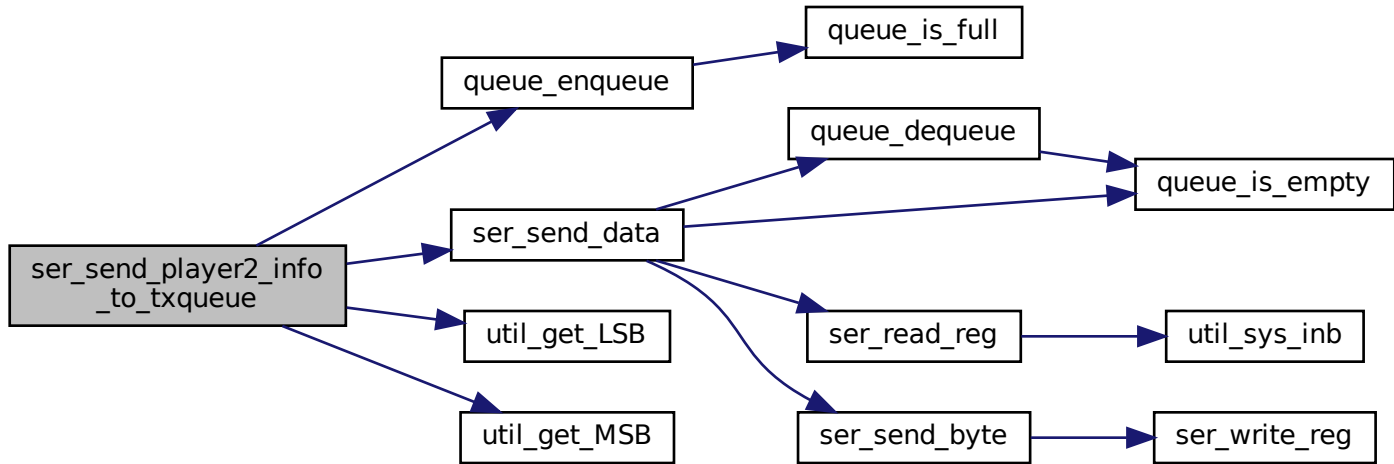 ser_send_player2_info
_to_txqueue
queue_enqueue
queue_is_full
ser_send_data
queue_dequeue
queue_is_empty
ser_read_reg
util_sys_inb
ser_send_byte
ser_write_reg
util_get_LSB
util_get_MSB